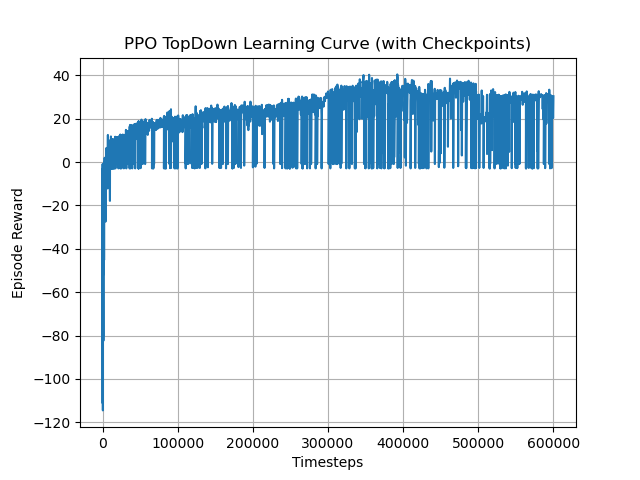 PPO TopDown Learning Curve (with Checkpoints)
40
20
0
−20
−40
−60
−80
−100
−120
Episode Reward
0 100000 200000 300000 400000 500000 600000
Timesteps